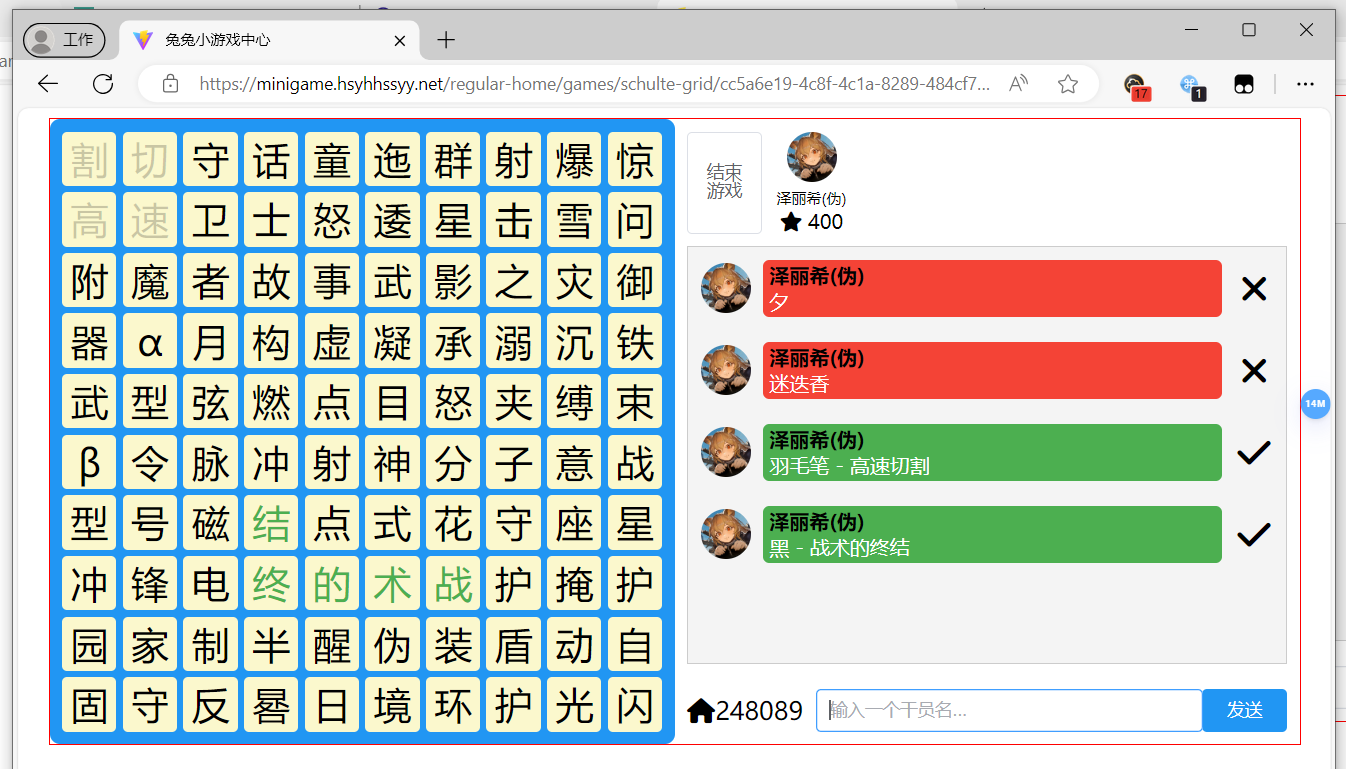 工作
兔兔小游戏中心
https://minigame.hsyhhssyy.net/regular-home/games/schulte-grid/cc5a6e19-4c8f-4c1a-8289-484cf7...
17
1
割 切 守 话 童 迤 群 射 爆 惊
高 速 卫 士 怒 逶 星 击 雪 问
附 魔 者 故 事 武 影 之 灾 御
器 α 月 构 虚 凝 承 溺 沉 铁
武 型 弦 燃 点 目 怒 夹 缚 束
β 令 脉 冲 射 神 分 子 意 战
型 号 磁 结 点 式 花 守 座 星
冲 锋 电 终 的 术 战 护 掩 护
园 家 制 半 醒 伪 装 盾 动 自
固 守 反 晷 日 境 环 护 光 闪
结束
游戏
泽丽希(伪)
400
泽丽希(伪)
夕
泽丽希(伪)
迷迭香
泽丽希(伪)
羽毛笔 - 高速切割
泽丽希(伪)
黑 - 战术的终结
14M
248089
输入一个干员名...
发送